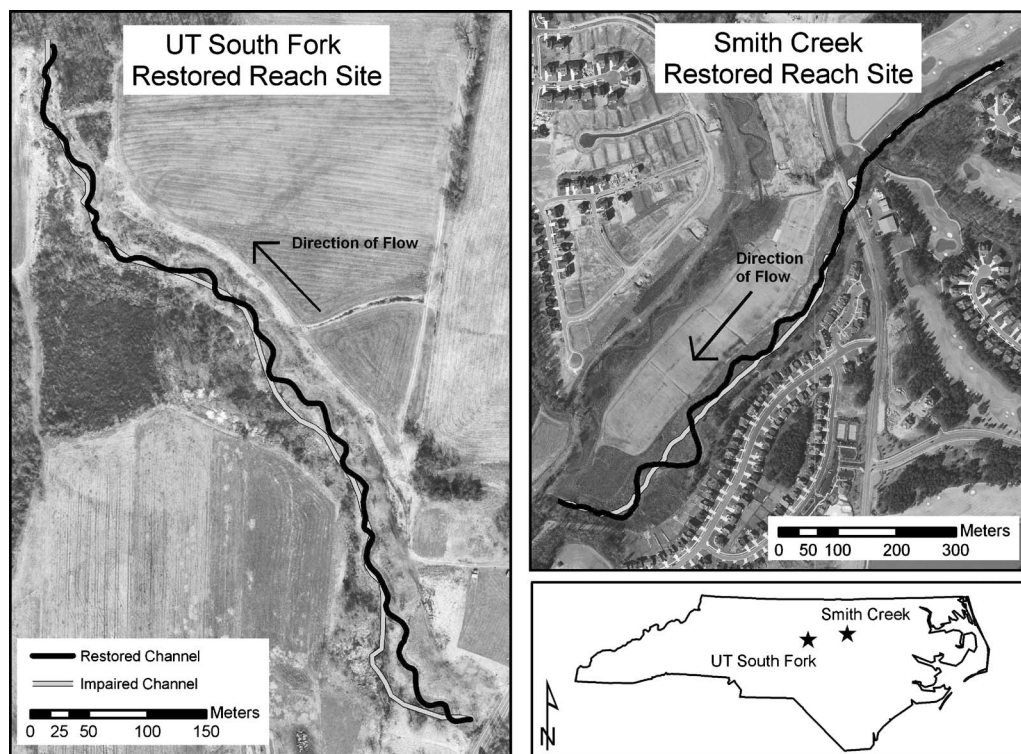 UT South Fork
Restored Reach Site
Direction of Flow
Restored Channel
Impaired Channel
Meters
0 25 50 100 150
Smith Creek
Restored Reach Site
Direction
of Flow
Meters
0 50 100 200 300
Smith Creek
UT South Fork
N